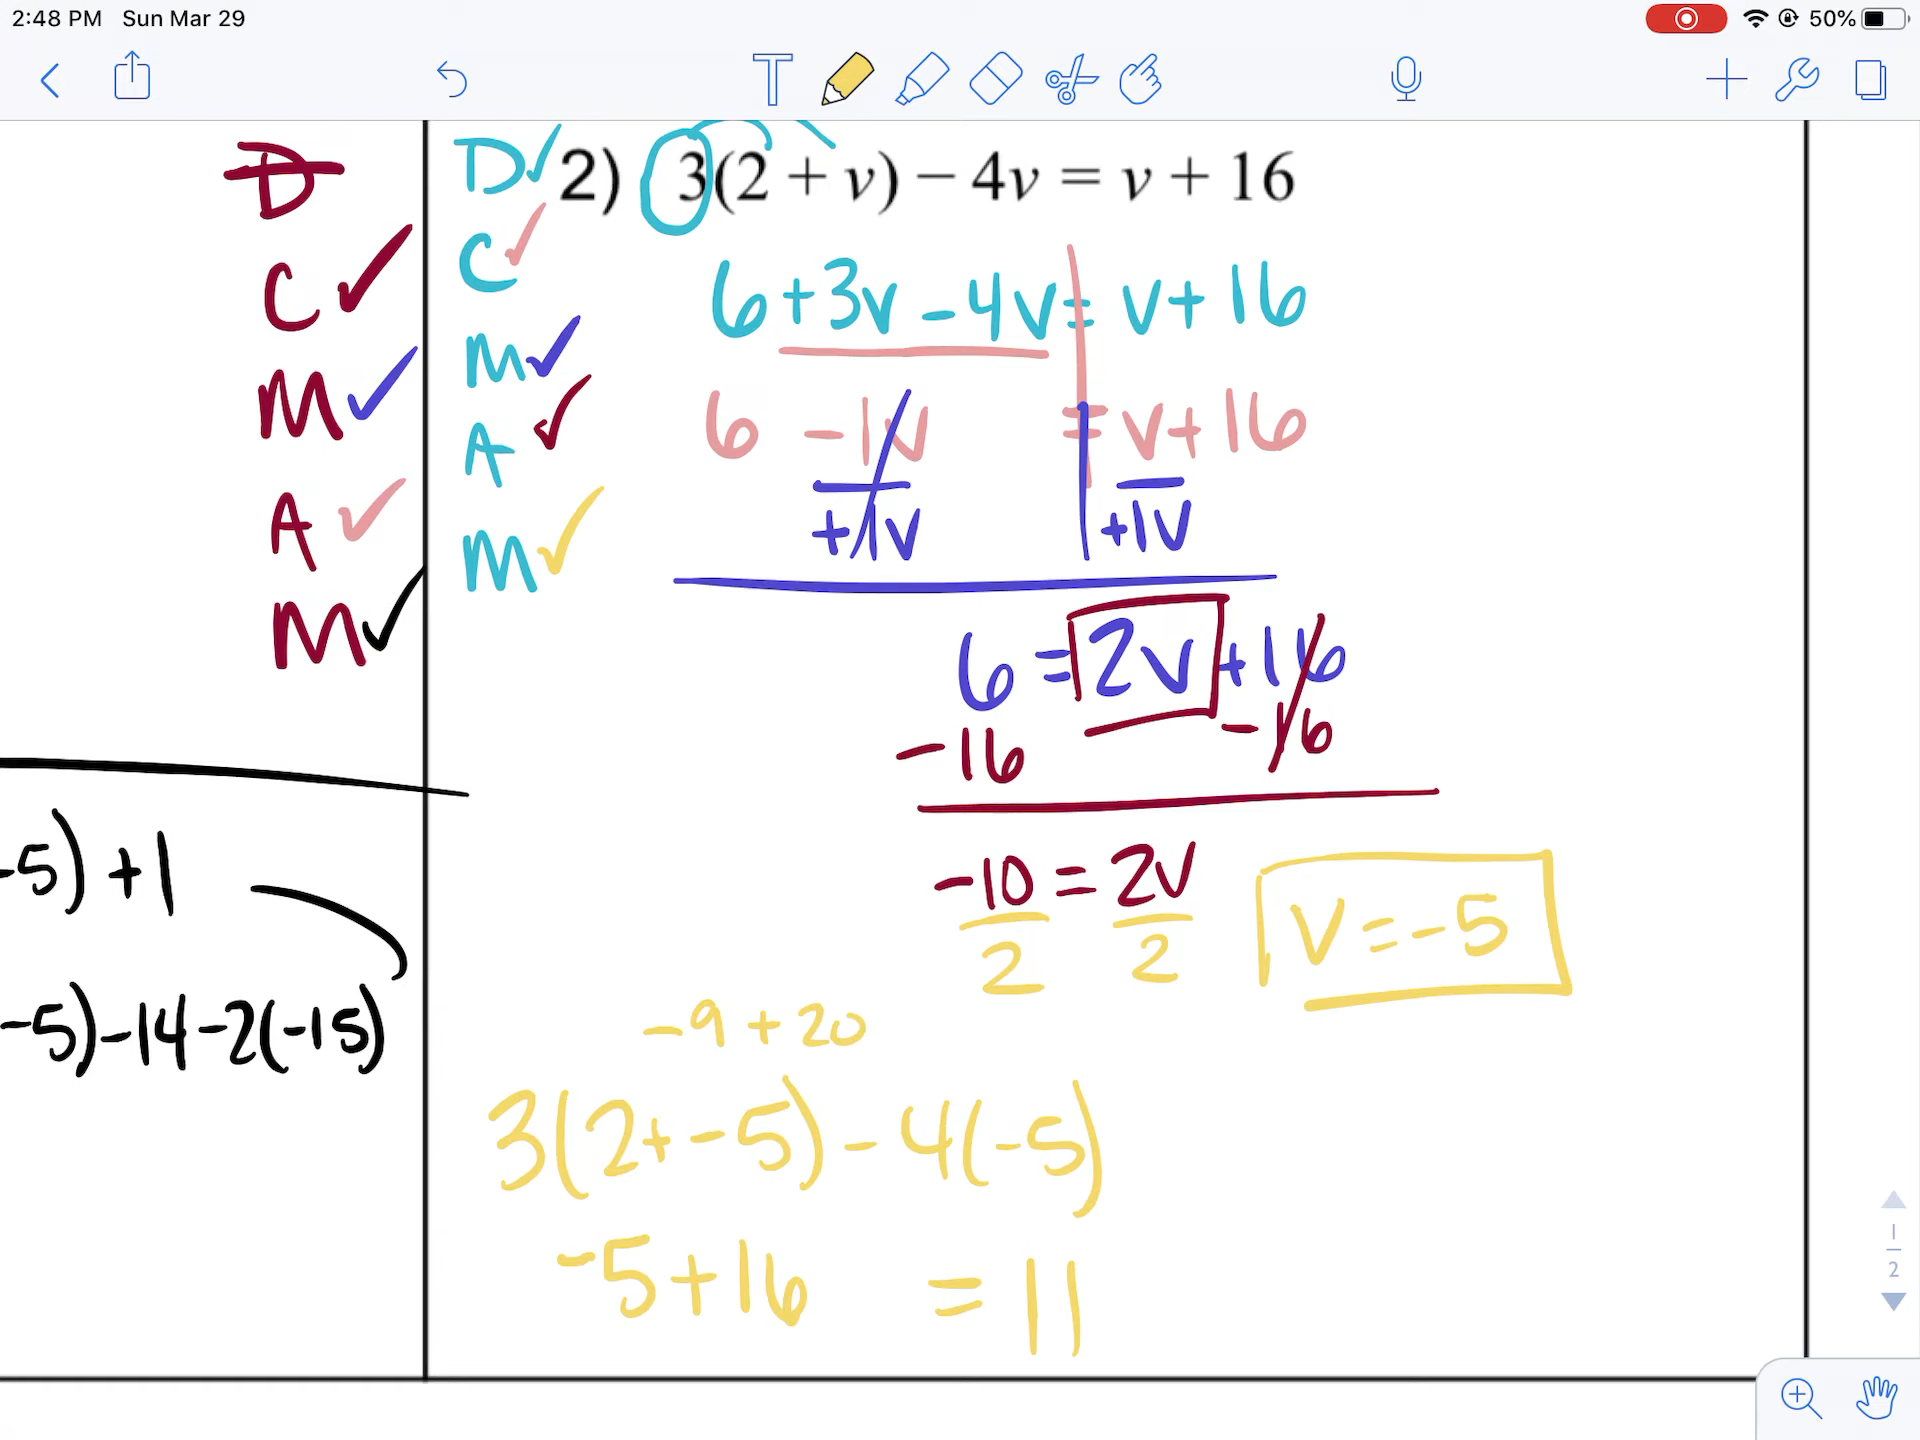 2:48 PM Sun Mar 29
50%
T
D
C
M
A
M
-5) +1
-5)-14-2(-15)
D
C
M
A
M
2) 3(2 + v) − 4v = v + 16
6+3v-4v= v+16
6 -1v = v+16
+1v +1v
6 = 2v +16
-16 -16
-10 = 2v
2 2
v = -5
-9 + 20
3(2+-5) - 4(-5)
-5+16 = 11
1
2